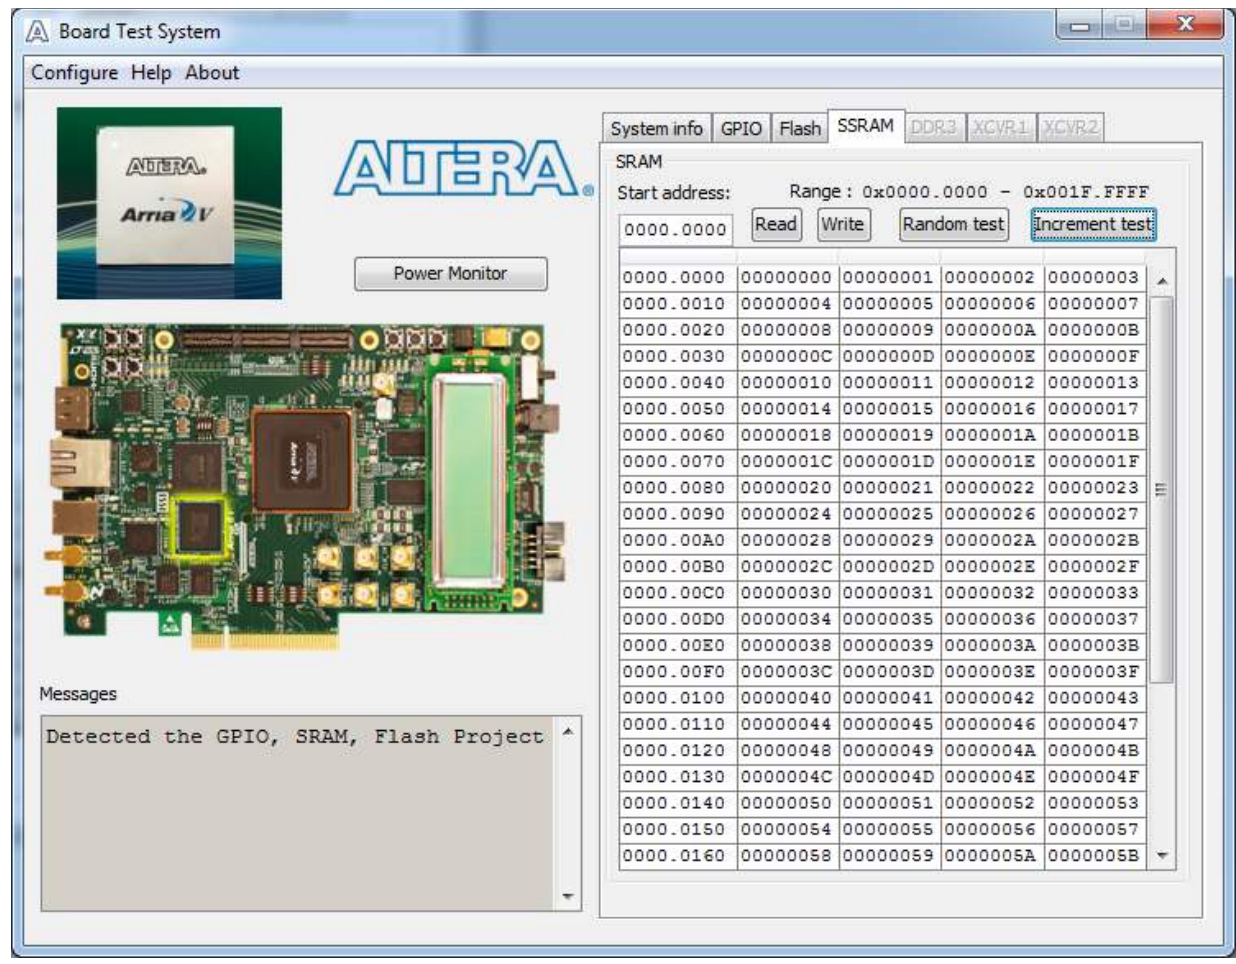 Board Test System
Configure Help About
ALTERA.
Arria V
ALTERA®
Power Monitor
Messages
Detected the GPIO, SRAM, Flash Project
System info GPIO Flash SSRAM DDR3 XCVR1 XCVR2
SRAM
Start address: Range : 0x0000.0000 - 0x001F.FFFF
0000.0000 Read Write Random test Increment test
0000.0000 00000000 00000001 00000002 00000003
0000.0010 00000004 00000005 00000006 00000007
0000.0020 00000008 00000009 0000000A 0000000B
0000.0030 0000000C 0000000D 0000000E 0000000F
0000.0040 00000010 00000011 00000012 00000013
0000.0050 00000014 00000015 00000016 00000017
0000.0060 00000018 00000019 0000001A 0000001B
0000.0070 0000001C 0000001D 0000001E 0000001F
0000.0080 00000020 00000021 00000022 00000023
0000.0090 00000024 00000025 00000026 00000027
0000.00A0 00000028 00000029 0000002A 0000002B
0000.00B0 0000002C 0000002D 0000002E 0000002F
0000.00C0 00000030 00000031 00000032 00000033
0000.00D0 00000034 00000035 00000036 00000037
0000.00E0 00000038 00000039 0000003A 0000003B
0000.00F0 0000003C 0000003D 0000003E 0000003F
0000.0100 00000040 00000041 00000042 00000043
0000.0110 00000044 00000045 00000046 00000047
0000.0120 00000048 00000049 0000004A 0000004B
0000.0130 0000004C 0000004D 0000004E 0000004F
0000.0140 00000050 00000051 00000052 00000053
0000.0150 00000054 00000055 00000056 00000057
0000.0160 00000058 00000059 0000005A 0000005B